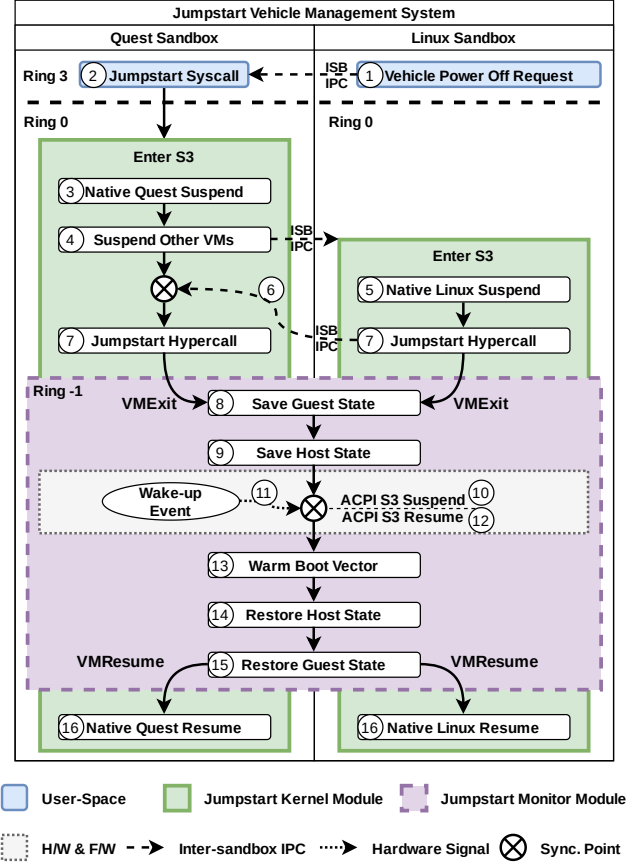 Jumpstart Vehicle Management System
Quest Sandbox
Linux Sandbox
Ring 3
2 Jumpstart Syscall
ISB
IPC
1 Vehicle Power Off Request
Ring 0
Ring 0
Enter S3
3 Native Quest Suspend
4 Suspend Other VMs
ISB
IPC
Enter S3
6
5 Native Linux Suspend
7 Jumpstart Hypercall
ISB
IPC
7 Jumpstart Hypercall
Ring -1
VMExit
8 Save Guest State
VMExit
9 Save Host State
Wake-up
Event
11
ACPI S3 Suspend 10
ACPI S3 Resume 12
13 Warm Boot Vector
14 Restore Host State
VMResume
15 Restore Guest State
VMResume
16 Native Quest Resume
16 Native Linux Resume
User-Space
Jumpstart Kernel Module
Jumpstart Monitor Module
H/W & F/W
Inter-sandbox IPC
Hardware Signal
Sync. Point